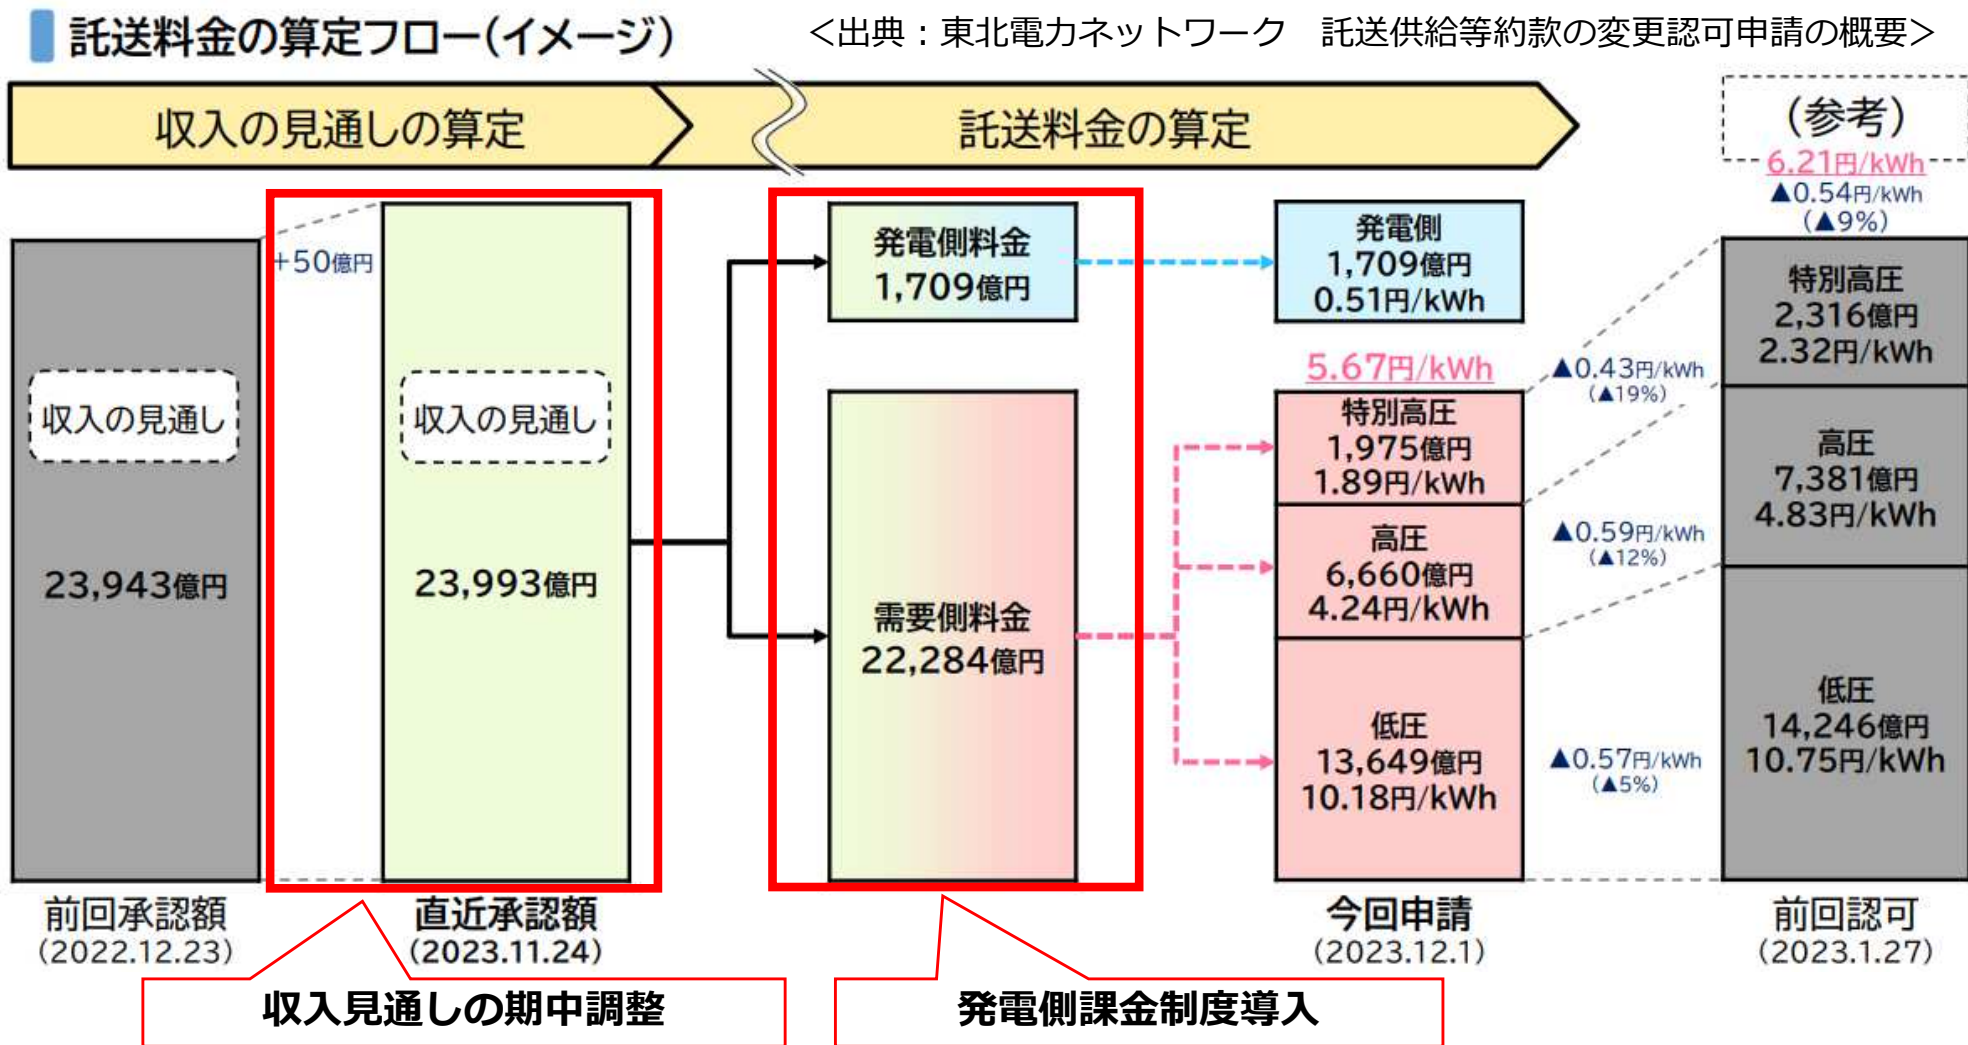 託送料金の算定フロー(イメージ)
＜出典：東北電力ネットワーク　託送供給等約款の変更認可申請の概要＞
収入の見通しの算定
託送料金の算定
(参考)
6.21円/kWh
▲0.54円/kWh
(▲9%)
+50億円
収入の見通し
23,943億円
前回承認額
(2022.12.23)
収入の見通し
23,993億円
直近承認額
(2023.11.24)
収入見通しの期中調整
発電側料金
1,709億円
需要側料金
22,284億円
発電側課金制度導入
発電側
1,709億円
0.51円/kWh
5.67円/kWh
特別高圧
1,975億円
1.89円/kWh
高圧
6,660億円
4.24円/kWh
低圧
13,649億円
10.18円/kWh
今回申請
(2023.12.1)
▲0.43円/kWh
(▲19%)
▲0.59円/kWh
(▲12%)
▲0.57円/kWh
(▲5%)
特別高圧
2,316億円
2.32円/kWh
高圧
7,381億円
4.83円/kWh
低圧
14,246億円
10.75円/kWh
前回認可
(2023.1.27)